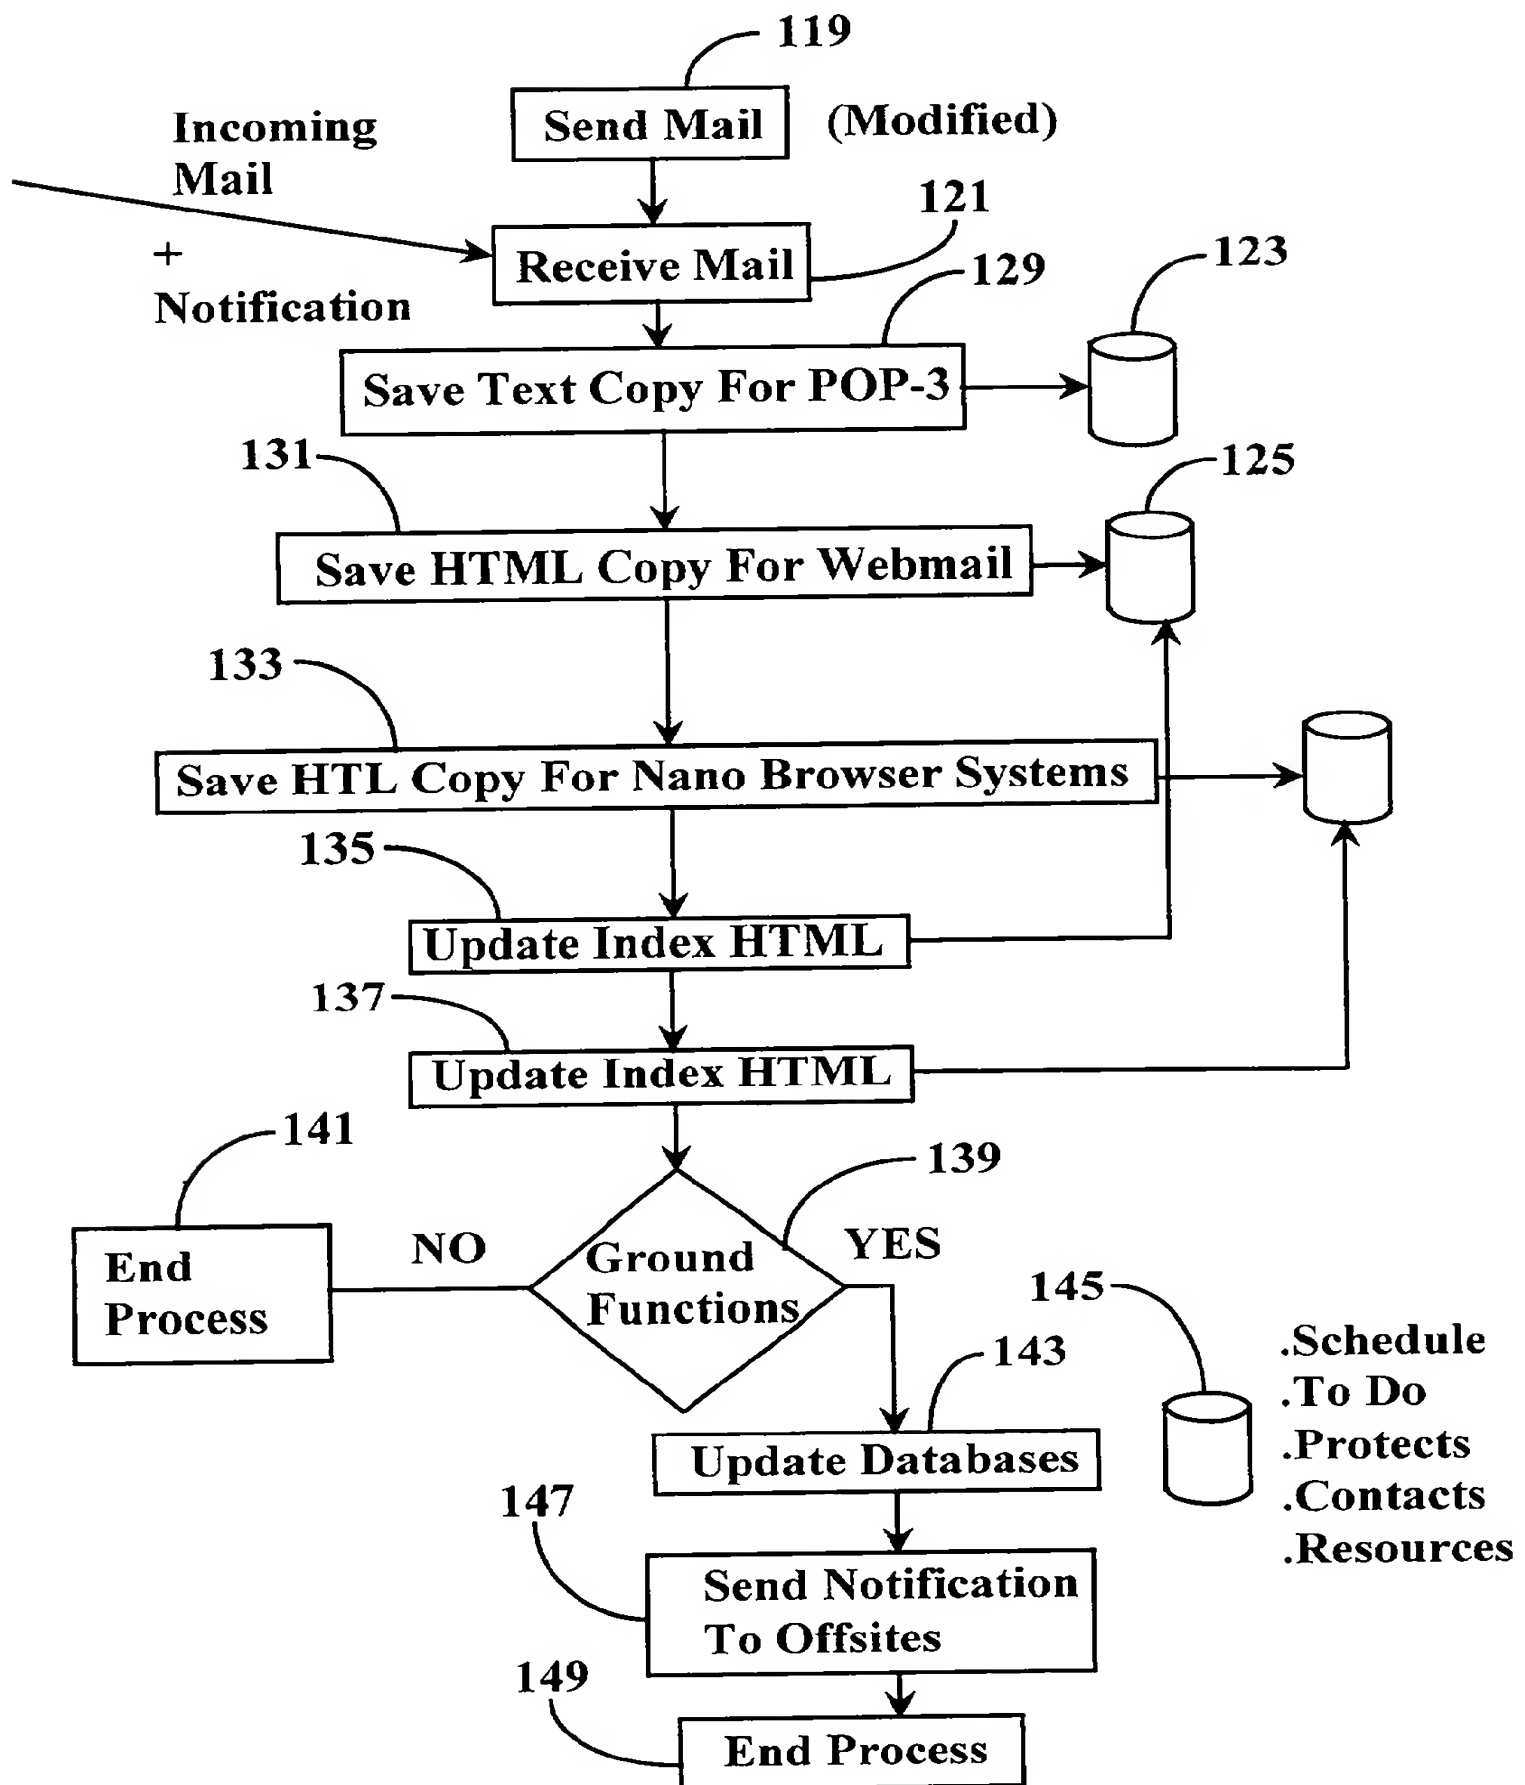 119
Send Mail
(Modified)
Incoming
Mail
121
+
Notification
Receive Mail
129
123
Save Text Copy For POP-3
131
125
Save HTML Copy For Webmail
133
Save HTL Copy For Nano Browser Systems
135
Update Index HTML
137
Update Index HTML
141
139
End
Process
NO
Ground
Functions
YES
145
.Schedule
.To Do
.Protects
.Contacts
.Resources
143
Update Databases
147
Send Notification
To Offsites
149
End Process